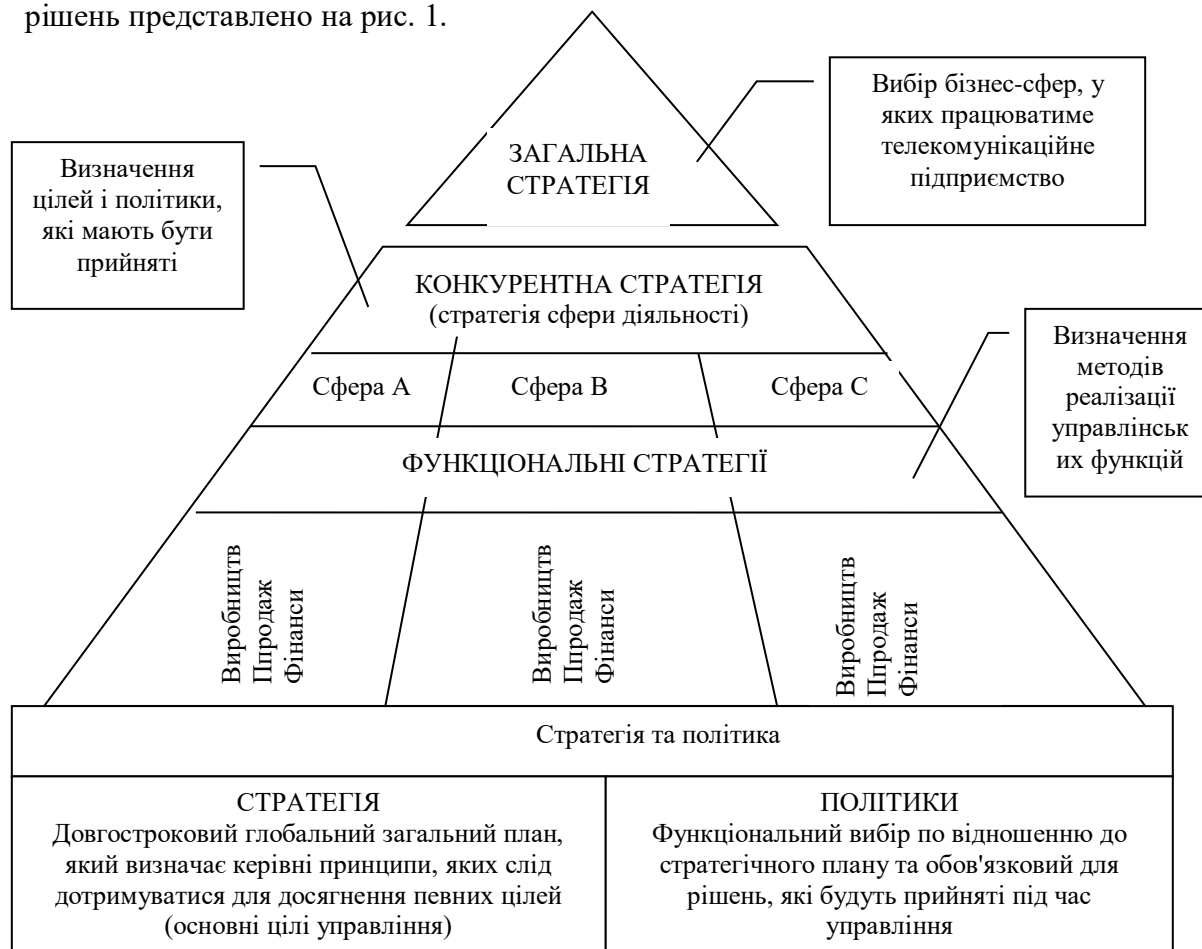 рішень представлено на рис. 1.
Вибір бізнес-сфер, у
яких працюватиме
телекомунікаційне
підприємство
ЗАГАЛЬНА
СТРАТЕГІЯ
Визначення
цілей і політики,
які мають бути
прийняті
КОНКУРЕНТНА СТРАТЕГІЯ
(стратегія сфери діяльності)
Визначення
методів
реалізації
управлінськ
их функцій
Сфера А
Сфера В
Сфера С
ФУНКЦІОНАЛЬНІ СТРАТЕГІЇ
Виробництв
Ппродаж
Фінанси
Виробництв
Ппродаж
Фінанси
Виробництв
Ппродаж
Фінанси
Стратегія та політика
СТРАТЕГІЯ
Довгостроковий глобальний загальний план,
який визначає керівні принципи, яких слід
дотримуватися для досягнення певних цілей
(основні цілі управління)
ПОЛІТИКИ
Функціональний вибір по відношенню до
стратегічного плану та обов'язковий для
рішень, які будуть прийняті під час
управління